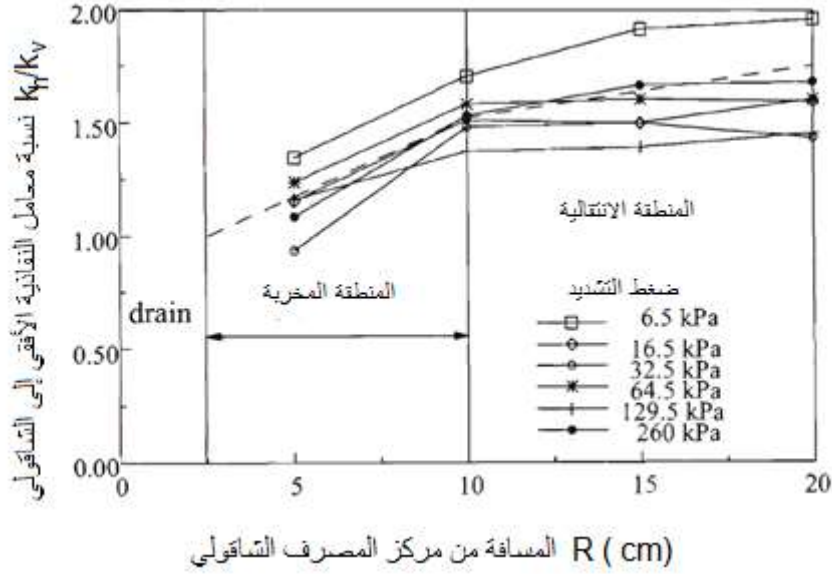 نسبة معامل النفاذية الأفقي إلى الشاقولي kh/kv
2.00
1.50
1.00
0.50
0.00
0
5
10
15
20
drain
المنطقة المخربة
المنطقة الانتقالية
ضغط التشديد
6.5 kPa
16.5 kPa
32.5 kPa
64.5 kPa
129.5 kPa
260 kPa
المسافة من مركز المصرف الشاقولي R ( cm)